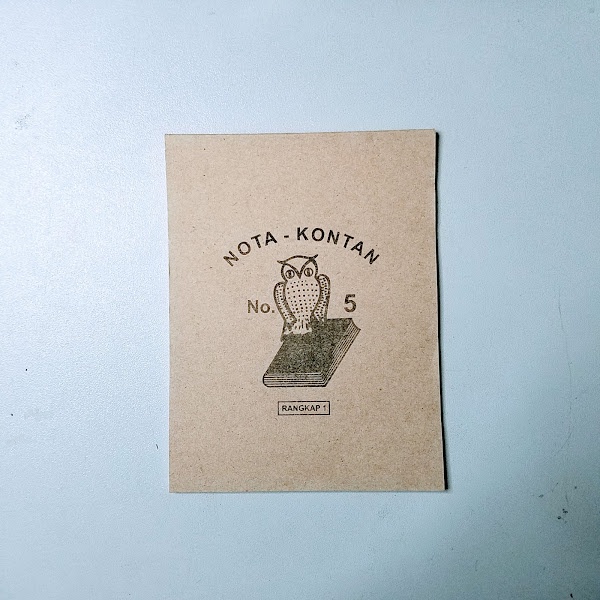 NOTA - KONTAN
No. 5
RANGKAP 1